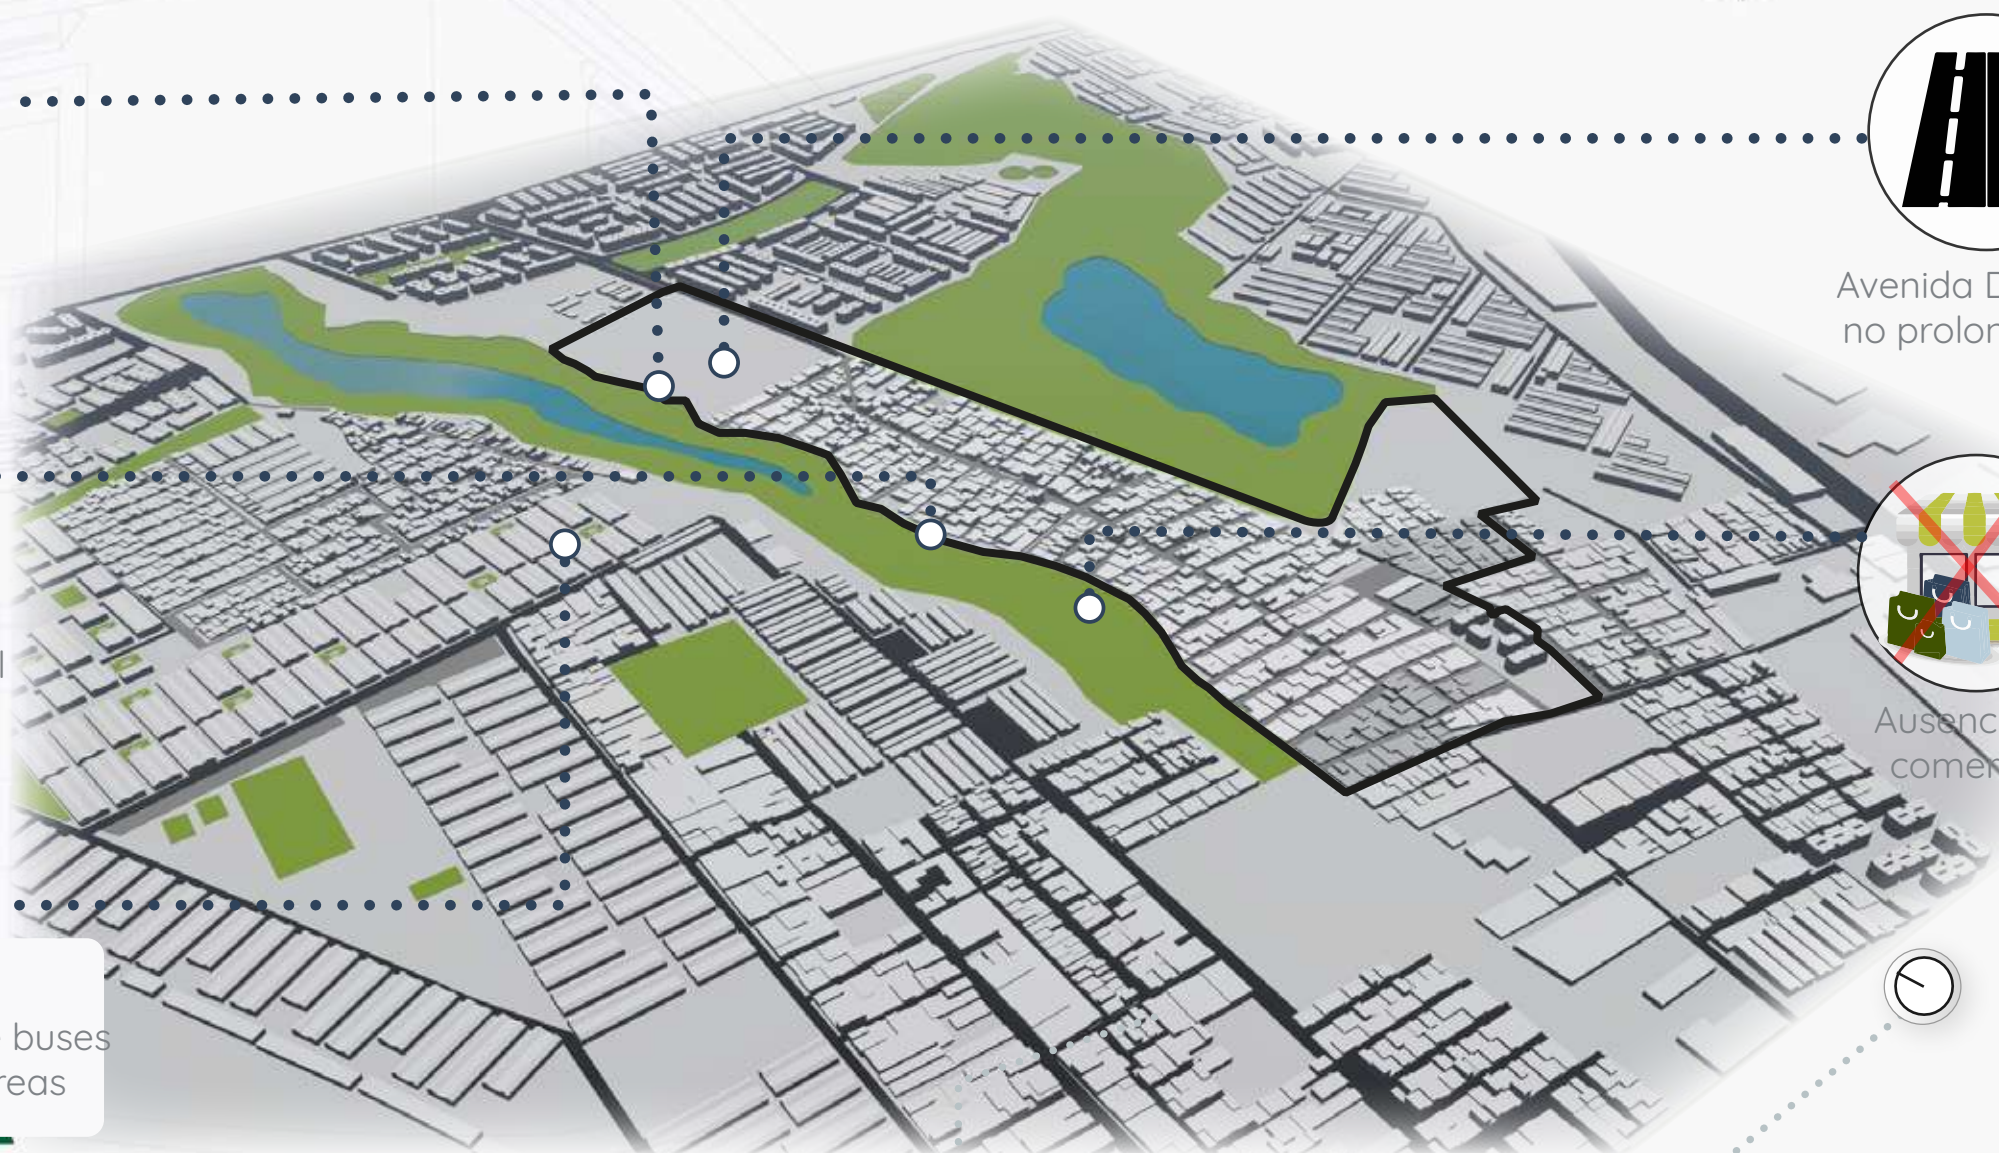 Avenida D
no prolon
Ausenc
comer
buses
reas